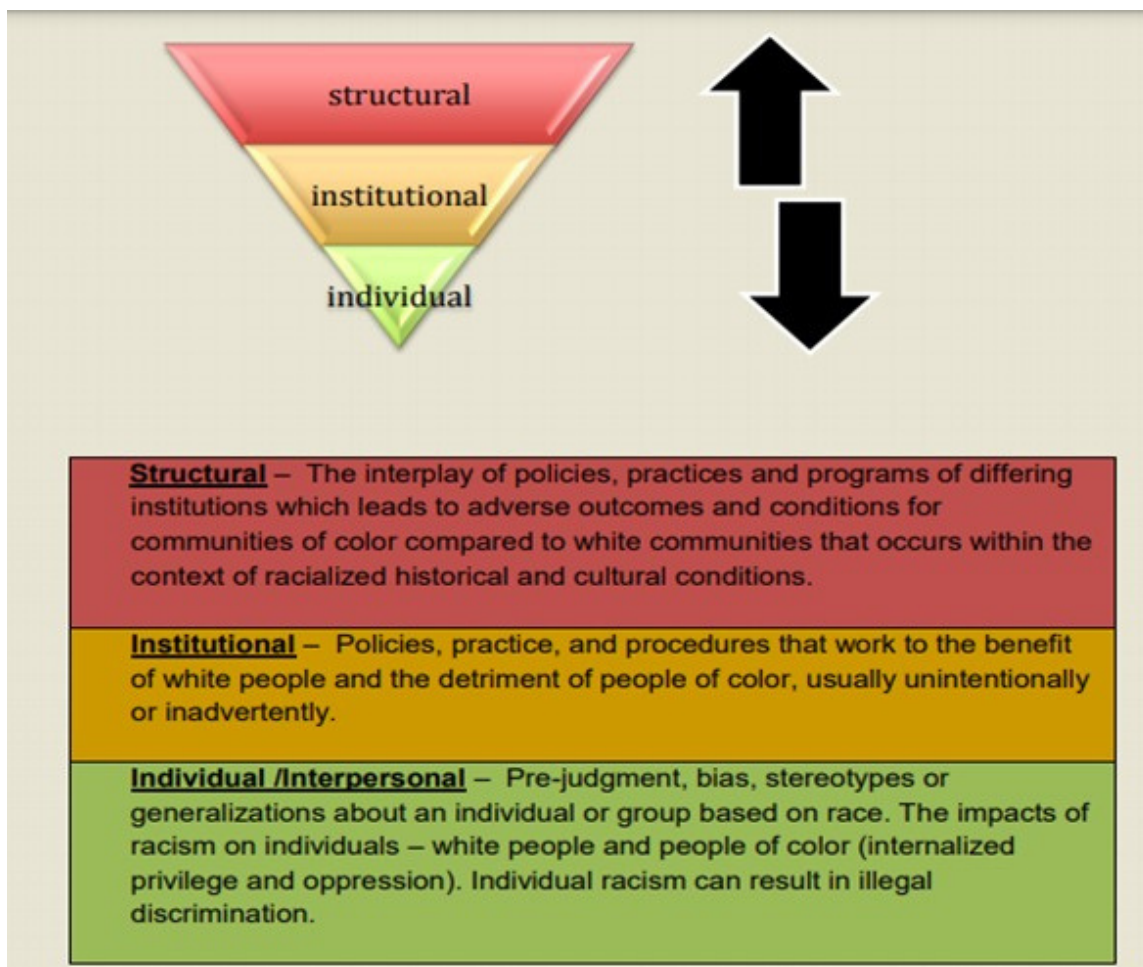 structural
institutional
individual
Structural – The interplay of policies, practices and programs of differing
institutions which leads to adverse outcomes and conditions for
communities of color compared to white communities that occurs within the
context of racialized historical and cultural conditions.
Institutional – Policies, practice, and procedures that work to the benefit
of white people and the detriment of people of color, usually unintentionally
or inadvertently.
Individual /Interpersonal – Pre-judgment, bias, stereotypes or
generalizations about an individual or group based on race. The impacts of
racism on individuals – white people and people of color (internalized
privilege and oppression). Individual racism can result in illegal
discrimination.